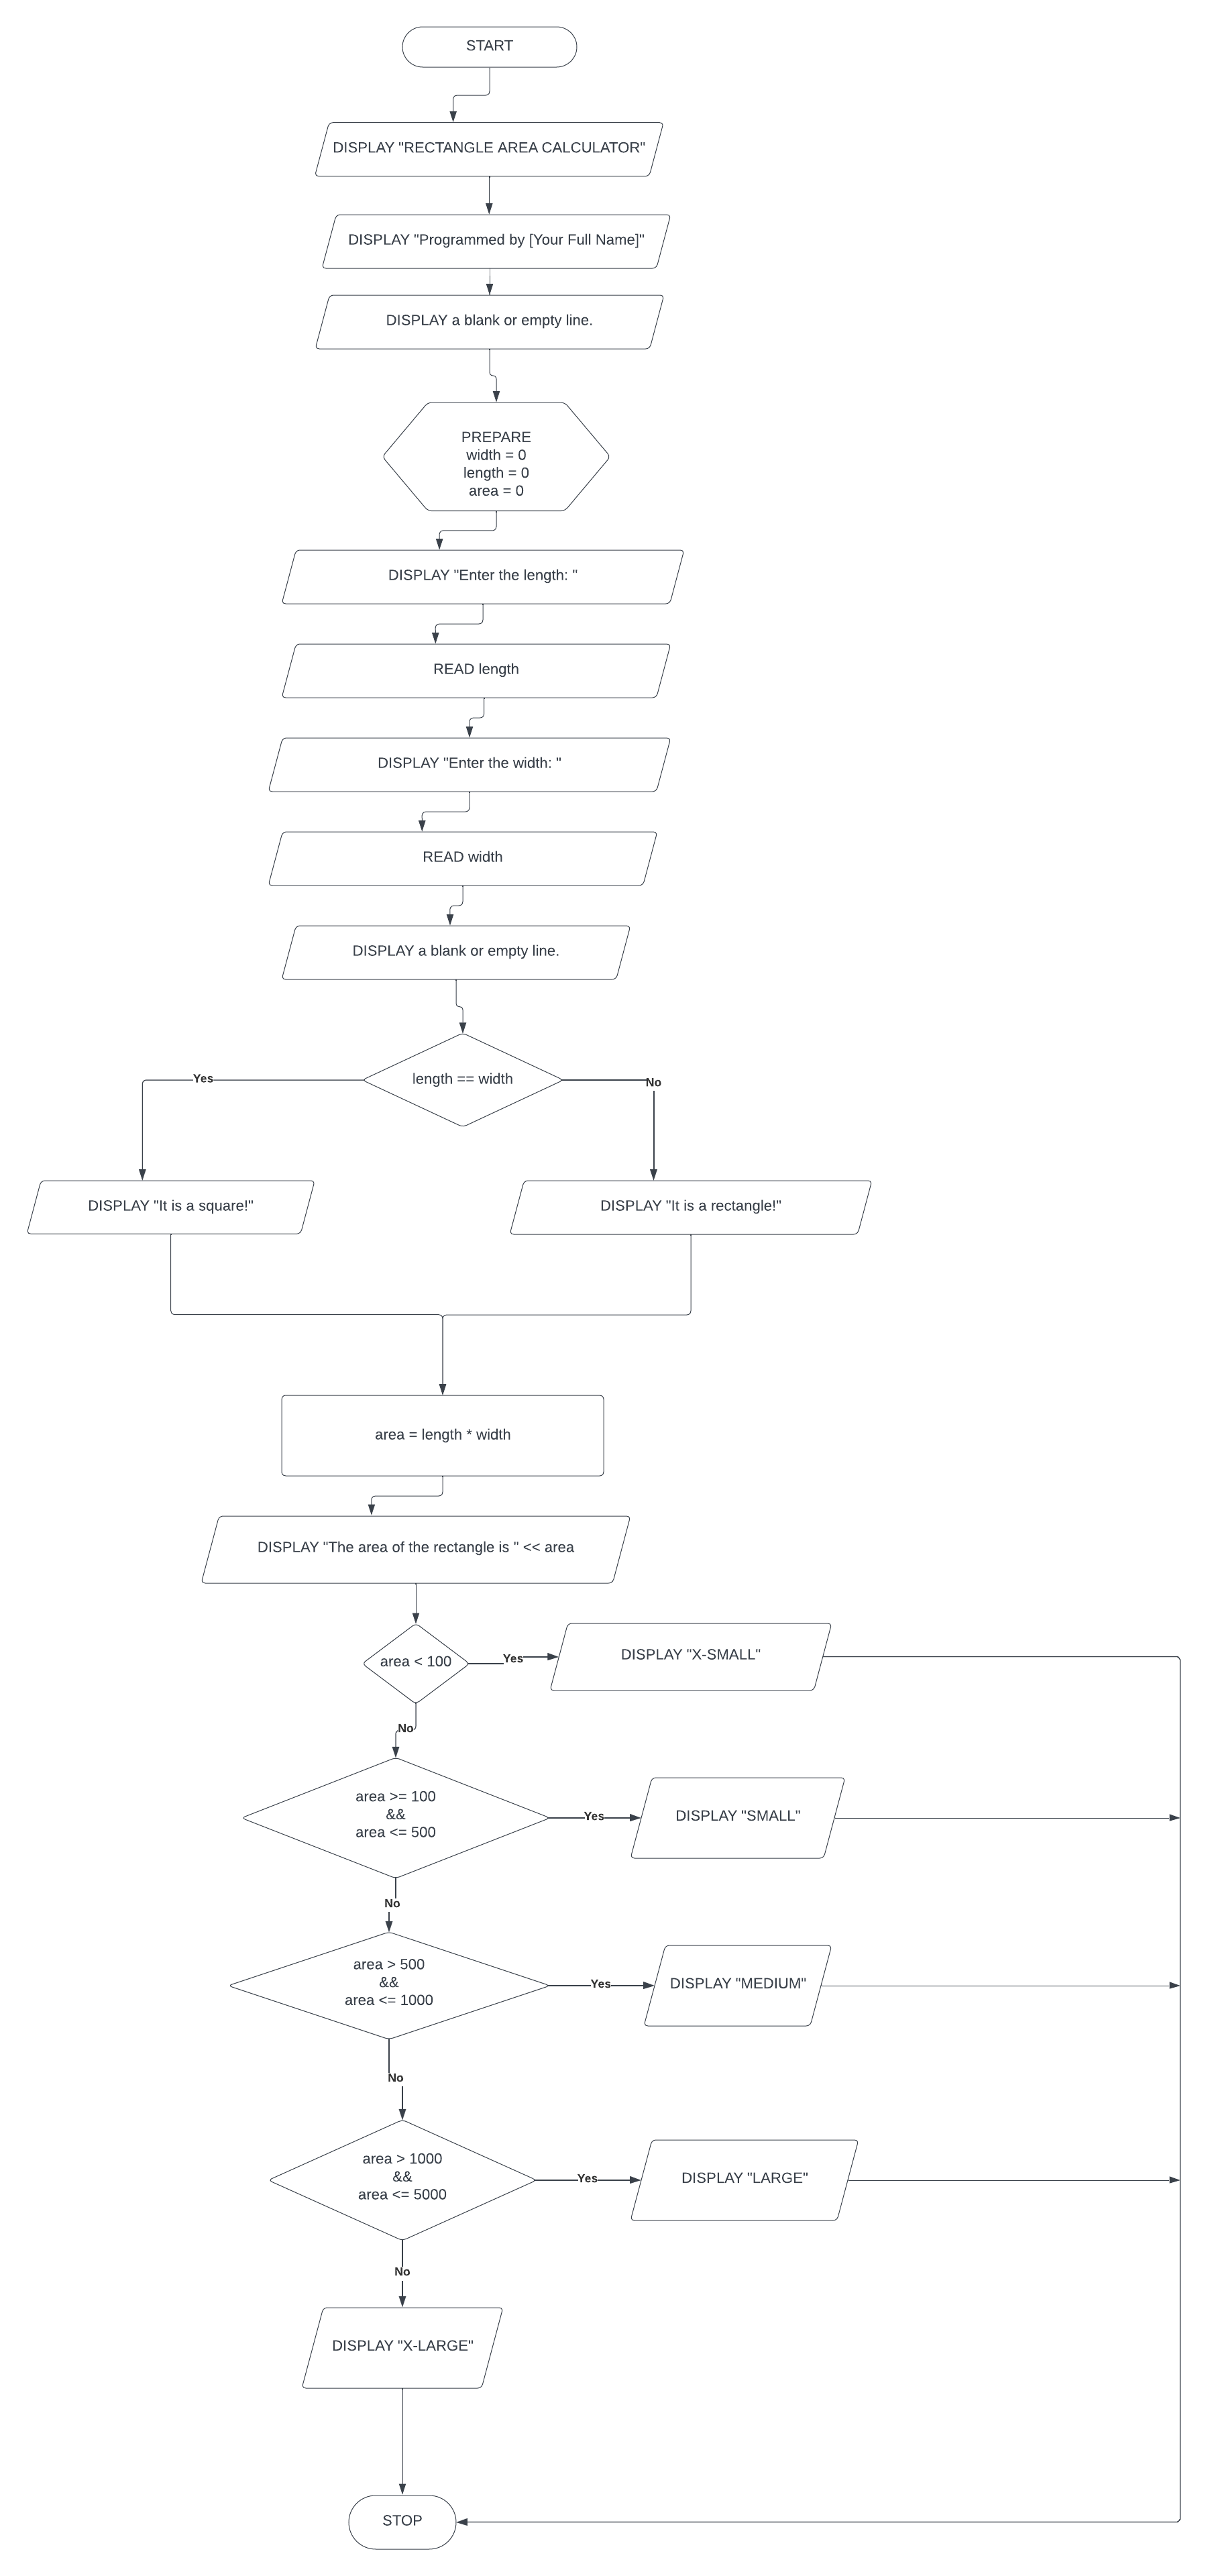 START
DISPLAY "RECTANGLE AREA CALCULATOR"
DISPLAY "Programmed by [Your Full Name]"
DISPLAY a blank or empty line.
PREPARE
width = 0
length = 0
area = 0
DISPLAY "Enter the length: "
READ length
DISPLAY "Enter the width: "
READ width
DISPLAY a blank or empty line.
length == width
Yes
No
DISPLAY "It is a square!"
DISPLAY "It is a rectangle!"
area = length * width
DISPLAY "The area of the rectangle is " << area
area < 100
Yes
DISPLAY "X-SMALL"
No
area >= 100
&&
area <= 500
Yes
DISPLAY "SMALL"
No
area > 500
&&
area <= 1000
Yes
DISPLAY "MEDIUM"
No
area > 1000
&&
area <= 5000
Yes
DISPLAY "LARGE"
No
DISPLAY "X-LARGE"
STOP